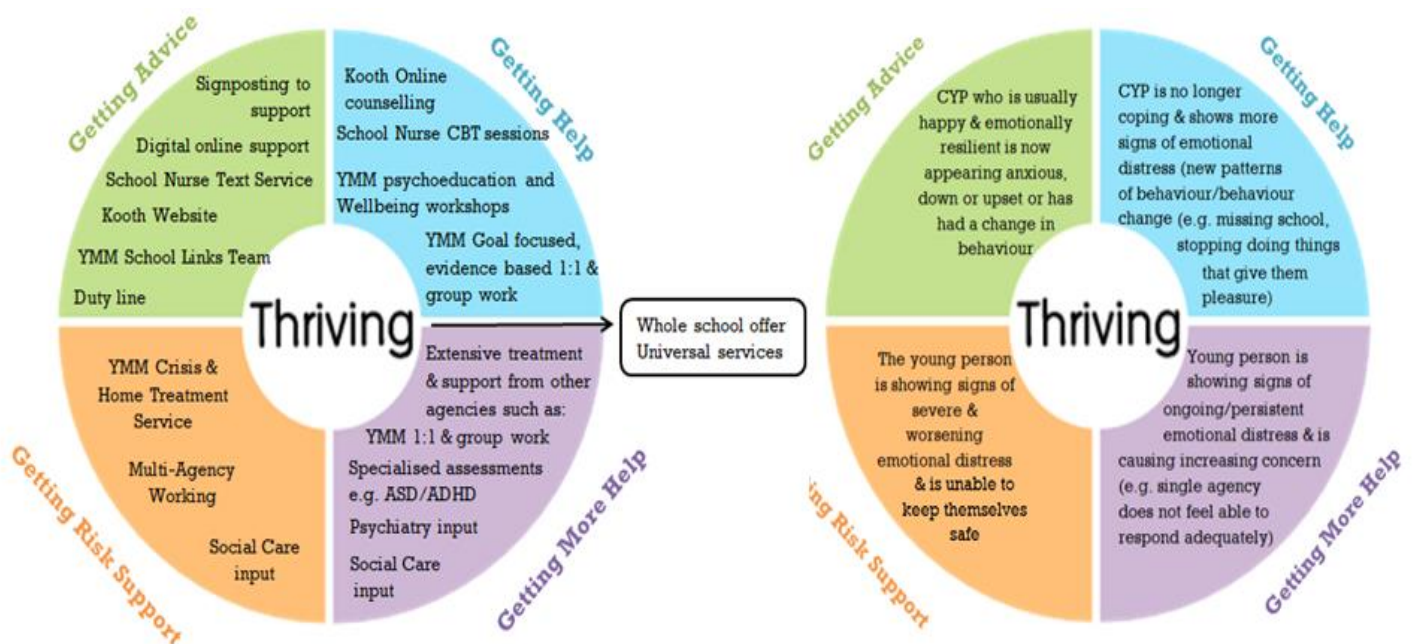 Getting Advice
Signposting to
support
Digital online support
School Nurse Text Service
Kooth Website
YMM School Links Team
Duty line
Getting Help
Kooth Online
counselling
School Nurse CBT sessions
YMM psychoeducation and
Wellbeing workshops
YMM Goal focused,
evidence based 1:1 &
group work
Thriving
Whole school offer
Universal services
YMM Crisis &
Home Treatment
Service
Multi-Agency
Working
Social Care
input
Getting Risk Support
Extensive treatment
& support from other
agencies such as:
YMM 1:1 & group work
Specialised assessments
e.g. ASD/ADHD
Psychiatry input
Social Care
input
Getting More Help
Getting Advice
CYP who is usually
happy & emotionally
resilient is now
appearing anxious,
down or upset or has
had a change in
behaviour
Getting Help
CYP is no longer
coping & shows more
signs of emotional
distress (new patterns
of behaviour/behaviour
change (e.g. missing school,
stopping doing things
that give them
pleasure)
Thriving
The young person
is showing signs of
severe &
worsening
emotional distress
& is unable to
keep themselves
safe
ing Risk Support
Young person is
showing signs of
ongoing/persistent
emotional distress & is
causing increasing concern
(e.g. single agency
does not feel able to
respond adequately)
Getting More Help